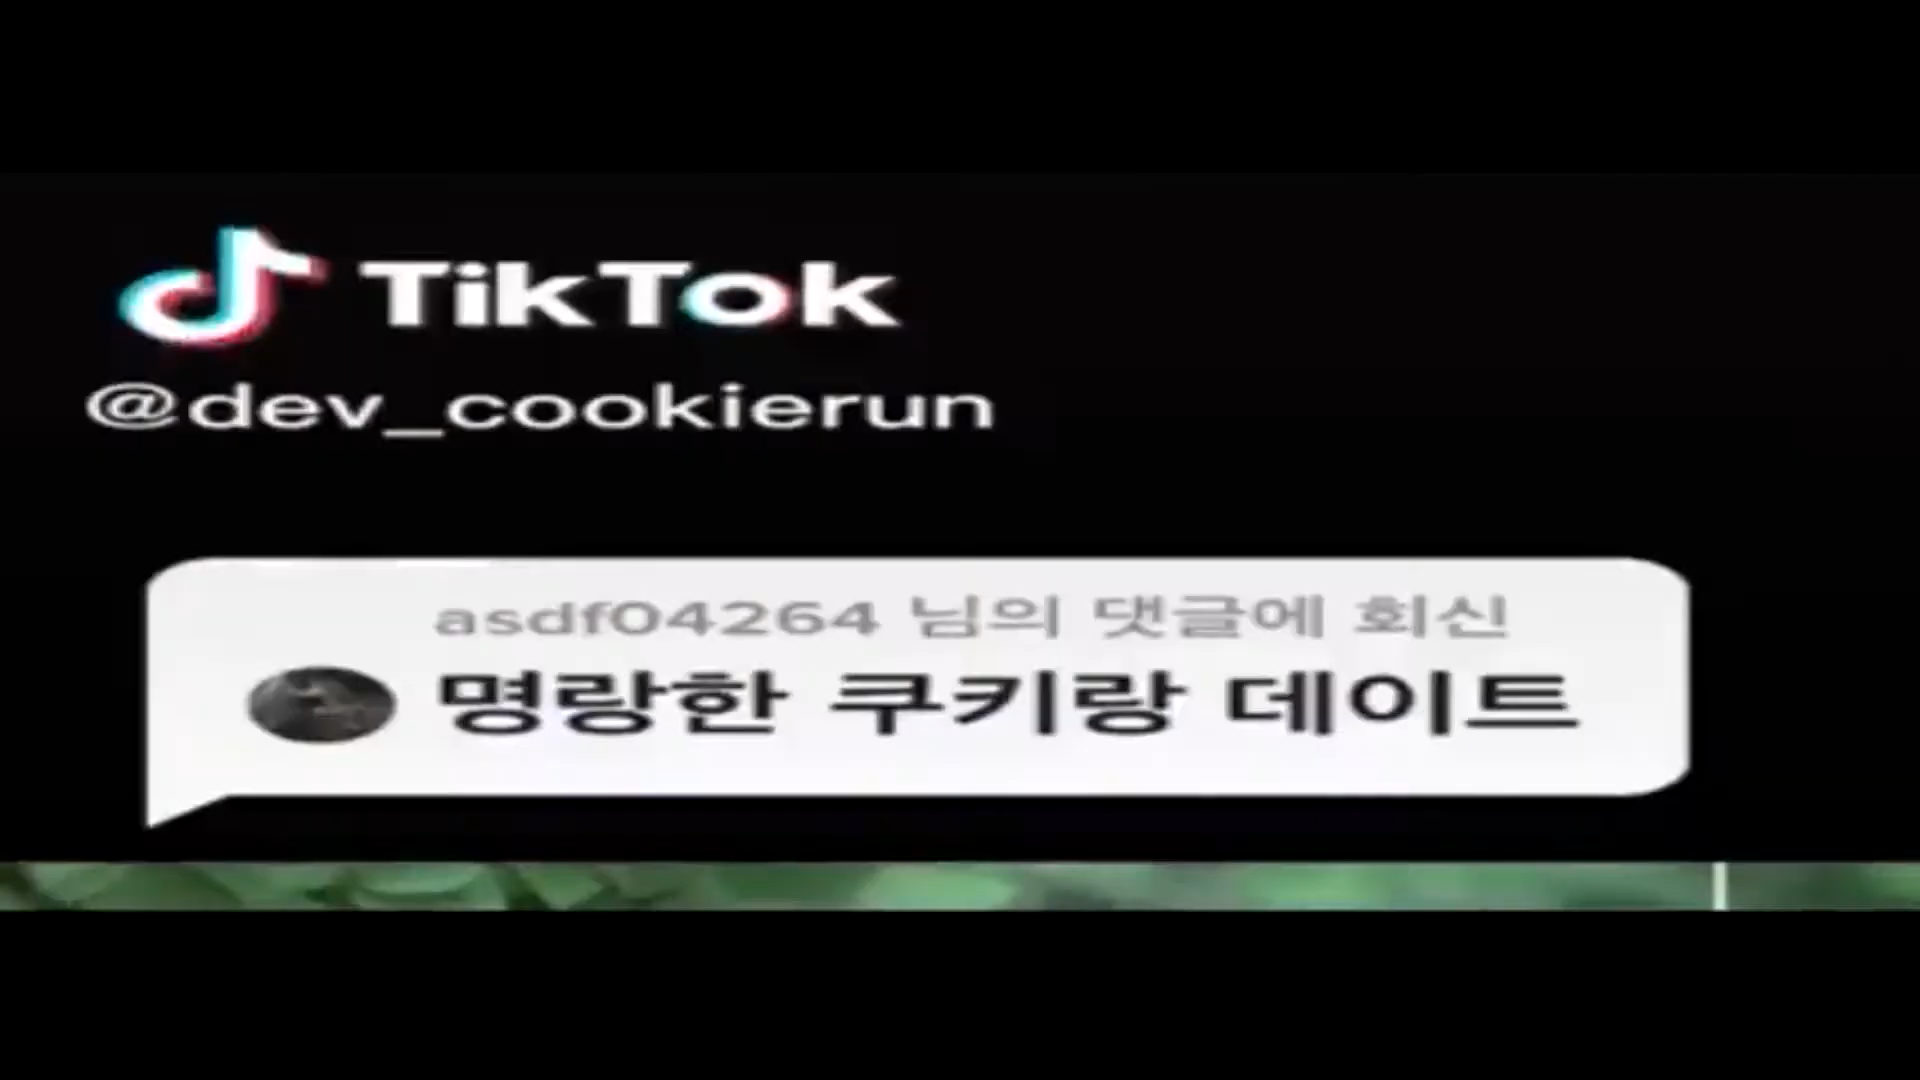 TikTok
@dev_cookierun
asdf04264 님의 댓글에 회신
명랑한 쿠키랑 데이트